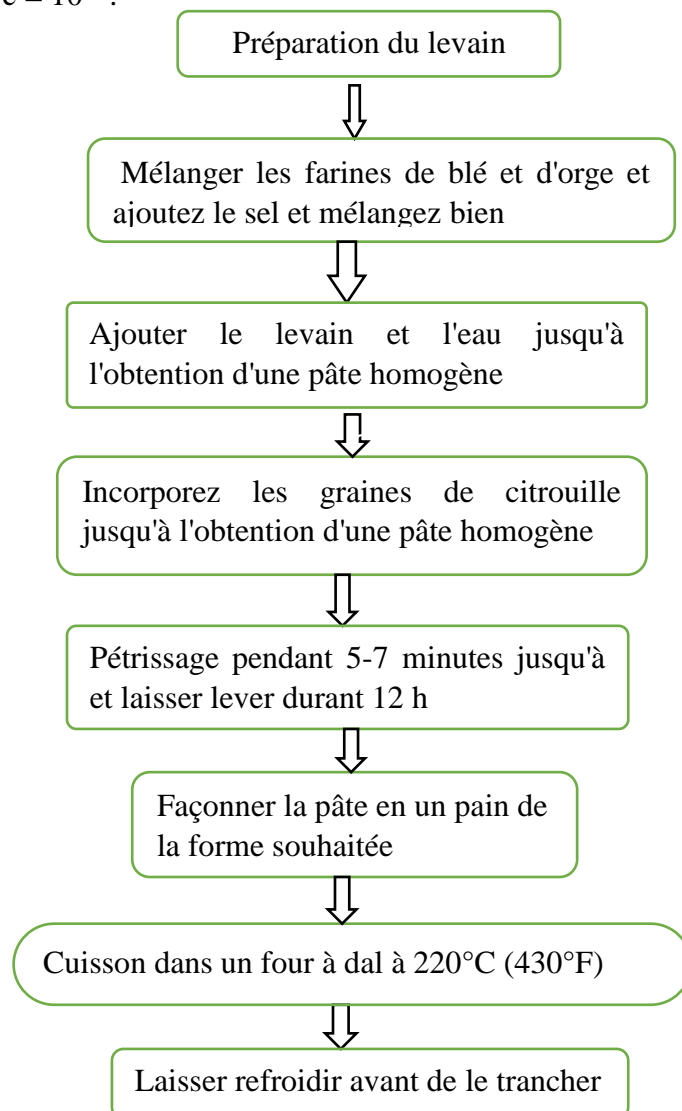 Préparation du levain
Mélanger les farines de blé et d'orge et
ajoutez le sel et mélangez bien
Ajouter le levain et l'eau jusqu'à
l'obtention d'une pâte homogène
Incorporez les graines de citrouille
jusqu'à l'obtention d'une pâte homogène
Pétrissage pendant 5-7 minutes jusqu'à
et laisser lever durant 12 h
Façonner la pâte en un pain de
la forme souhaitée
Cuisson dans un four à dal à 220°C (430°F)
Laisser refroidir avant de le trancher